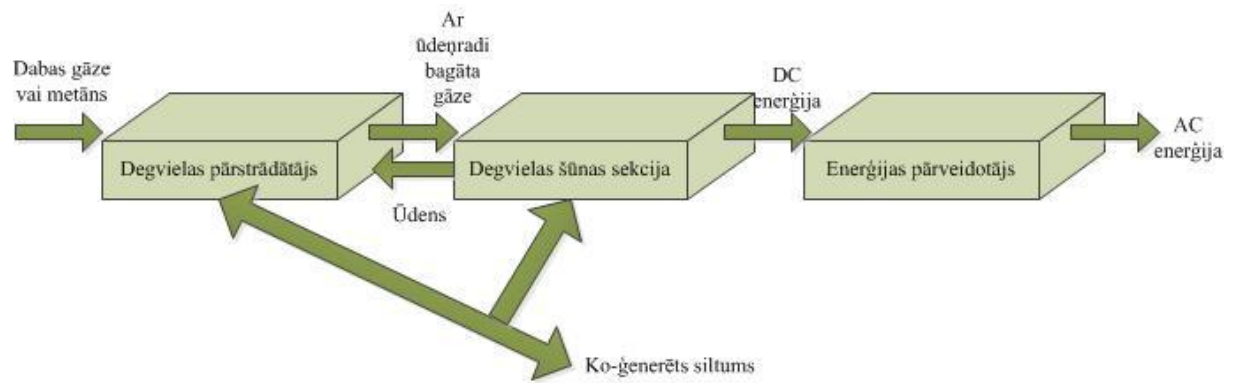 Dabas gāze
vai metāns
Degvielas pārstrādātājs
Ar
ūdeņradi
bagāta
gāze
Ūdens
Degvielas šūnas sekcija
DC
enerģija
Enerģijas pārveidotājs
AC
enerģija
Ko-ģenerēts siltums